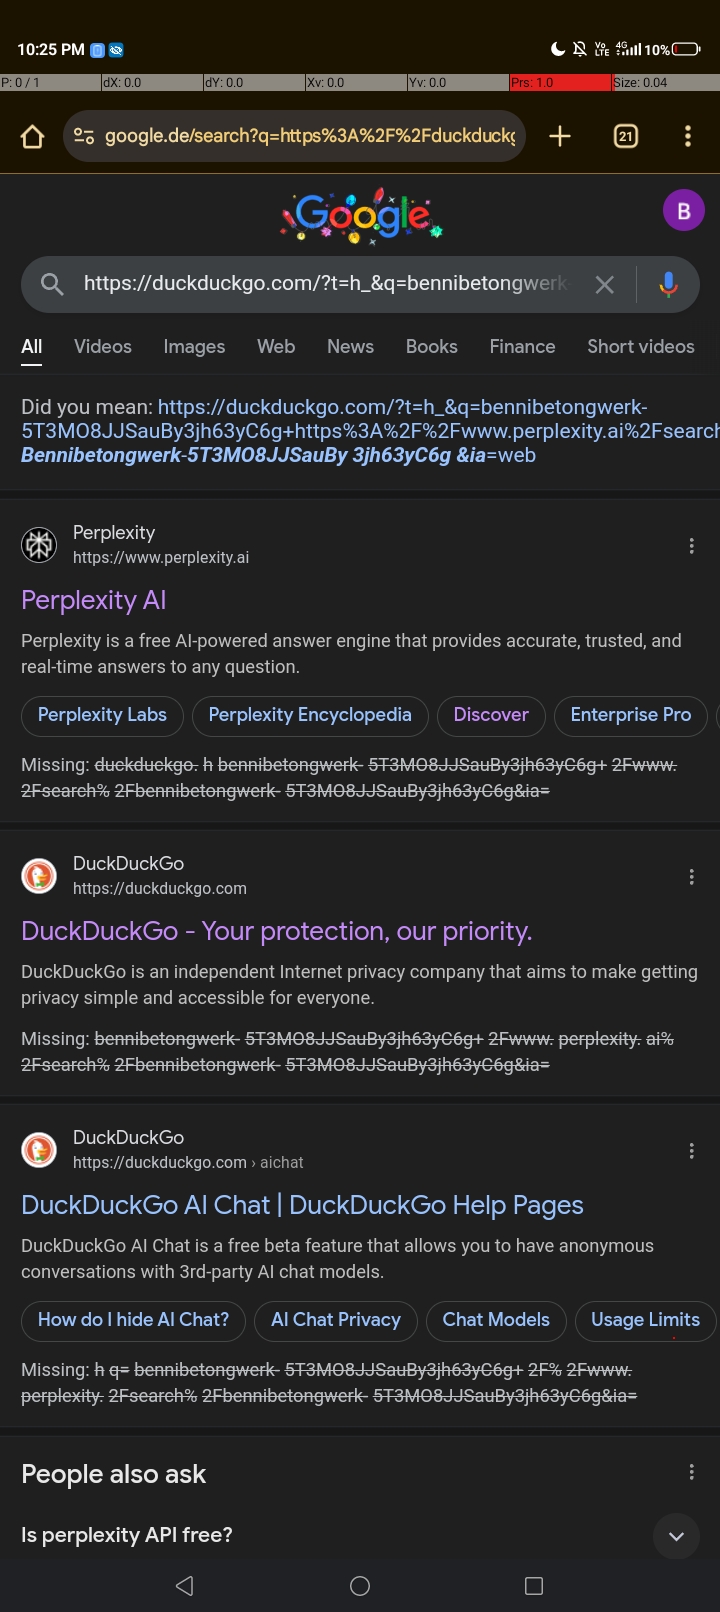 10:25 PM
Vo LTE 4G 10%
P: 0 / 1 dX: 0.0 dY: 0.0 Xv: 0.0 Yv: 0.0 Prs: 1.0 Size: 0.04
google.de/search?q=https%3A%2F%2Fduckduckg
21
Google
B
https://duckduckgo.com/?t=h_&q=bennibetongwerk-
All Videos Images Web News Books Finance Short videos
Did you mean: https://duckduckgo.com/?t=h_&q=bennibetongwerk-
5T3MO8JJSauBy3jh63yC6g+https%3A%2F%2Fwww.perplexity.ai%2Fsearch
Bennibetongwerk-5T3MO8JJSauBy 3jh63yC6g &ia=web
Perplexity
https://www.perplexity.ai
Perplexity AI
Perplexity is a free AI-powered answer engine that provides accurate, trusted, and
real-time answers to any question.
Perplexity Labs Perplexity Encyclopedia Discover Enterprise Pro
Missing: duckduckgo. h bennibetongwerk- 5T3MO8JJSauBy3jh63yC6g+ 2Fwww.
2Fsearch% 2Fbennibetongwerk- 5T3MO8JJSauBy3jh63yC6g&ia=
DuckDuckGo
https://duckduckgo.com
DuckDuckGo - Your protection, our priority.
DuckDuckGo is an independent Internet privacy company that aims to make getting
privacy simple and accessible for everyone.
Missing: bennibetongwerk- 5T3MO8JJSauBy3jh63yC6g+ 2Fwww. perplexity. ai%
2Fsearch% 2Fbennibetongwerk- 5T3MO8JJSauBy3jh63yC6g&ia=
DuckDuckGo
https://duckduckgo.com › aichat
DuckDuckGo AI Chat | DuckDuckGo Help Pages
DuckDuckGo AI Chat is a free beta feature that allows you to have anonymous
conversations with 3rd-party AI chat models.
How do I hide AI Chat? AI Chat Privacy Chat Models Usage Limits
Missing: h q= bennibetongwerk- 5T3MO8JJSauBy3jh63yC6g+ 2F% 2Fwww.
perplexity. 2Fsearch% 2Fbennibetongwerk- 5T3MO8JJSauBy3jh63yC6g&ia=
People also ask
Is perplexity API free?